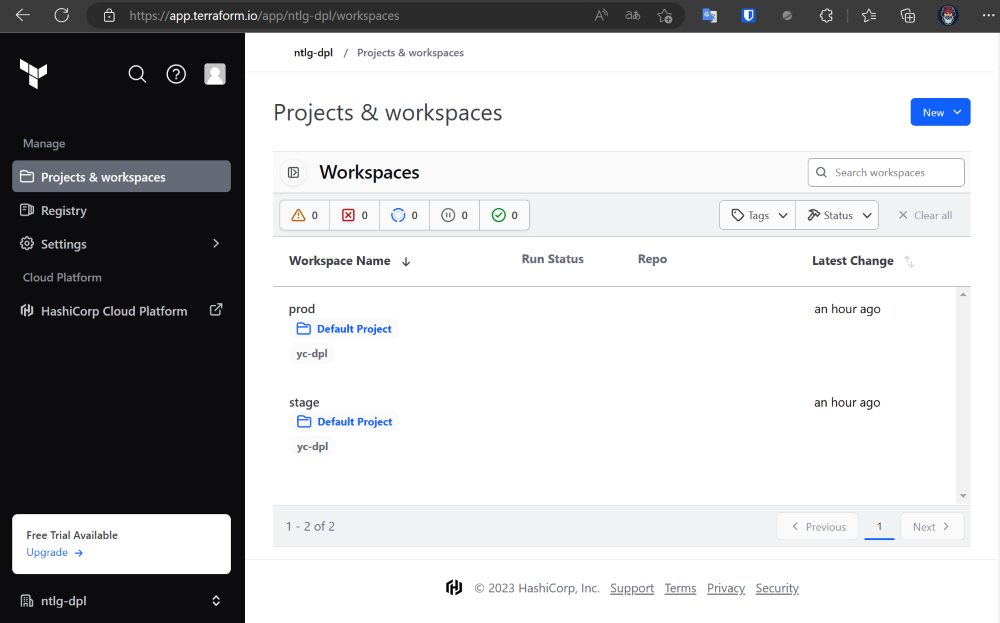 https://app.terraform.io/app/ntlg-dpl/workspaces
ntlg-dpl / Projects & workspaces
Manage
Projects & workspaces
Registry
Settings
Cloud Platform
HashiCorp Cloud Platform
Free Trial Available
Upgrade →
ntlg-dpl
Projects & workspaces
New
Workspaces
Search workspaces
0 0 0 0 0
Tags Status Clear all
Workspace Name ↓ Run Status Repo Latest Change
prod an hour ago
Default Project
yc-dpl
stage an hour ago
Default Project
yc-dpl
1 - 2 of 2 Previous 1 Next
© 2023 HashiCorp, Inc. Support Terms Privacy Security